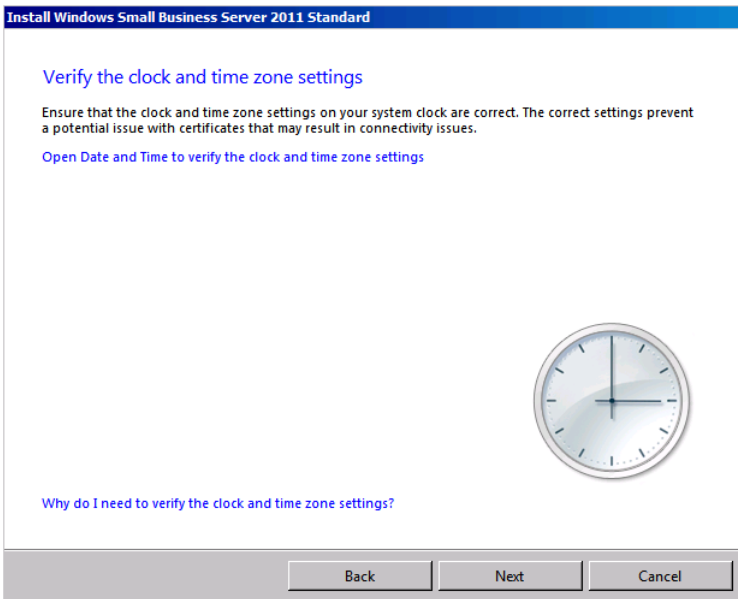 Install Windows Small Business Server 2011 Standard
Verify the clock and time zone settings
Ensure that the clock and time zone settings on your system clock are correct. The correct settings prevent
a potential issue with certificates that may result in connectivity issues.
Open Date and Time to verify the clock and time zone settings
Why do I need to verify the clock and time zone settings?
Back
Next
Cancel